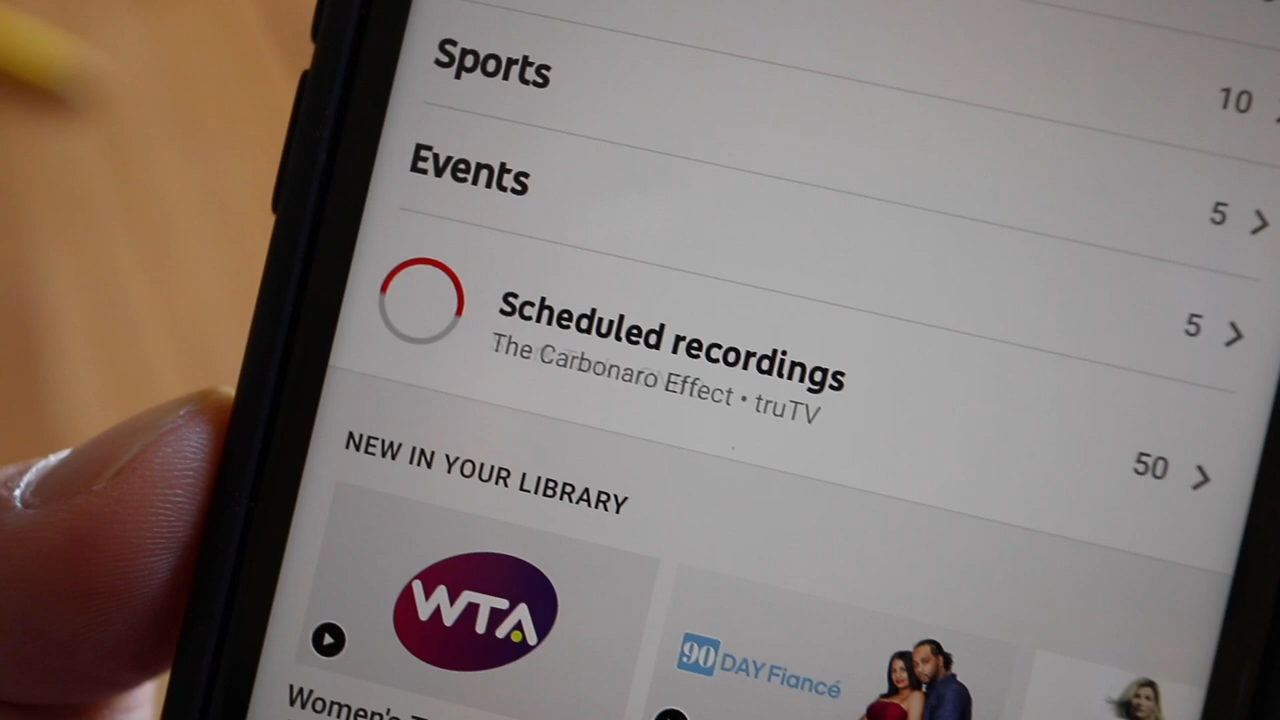 10
Sports 5
Events 5
Scheduled recordings
The Carbonaro Effect • truTV 50
NEW IN YOUR LIBRARY
WTA
90 DAY Fiancé
Women's